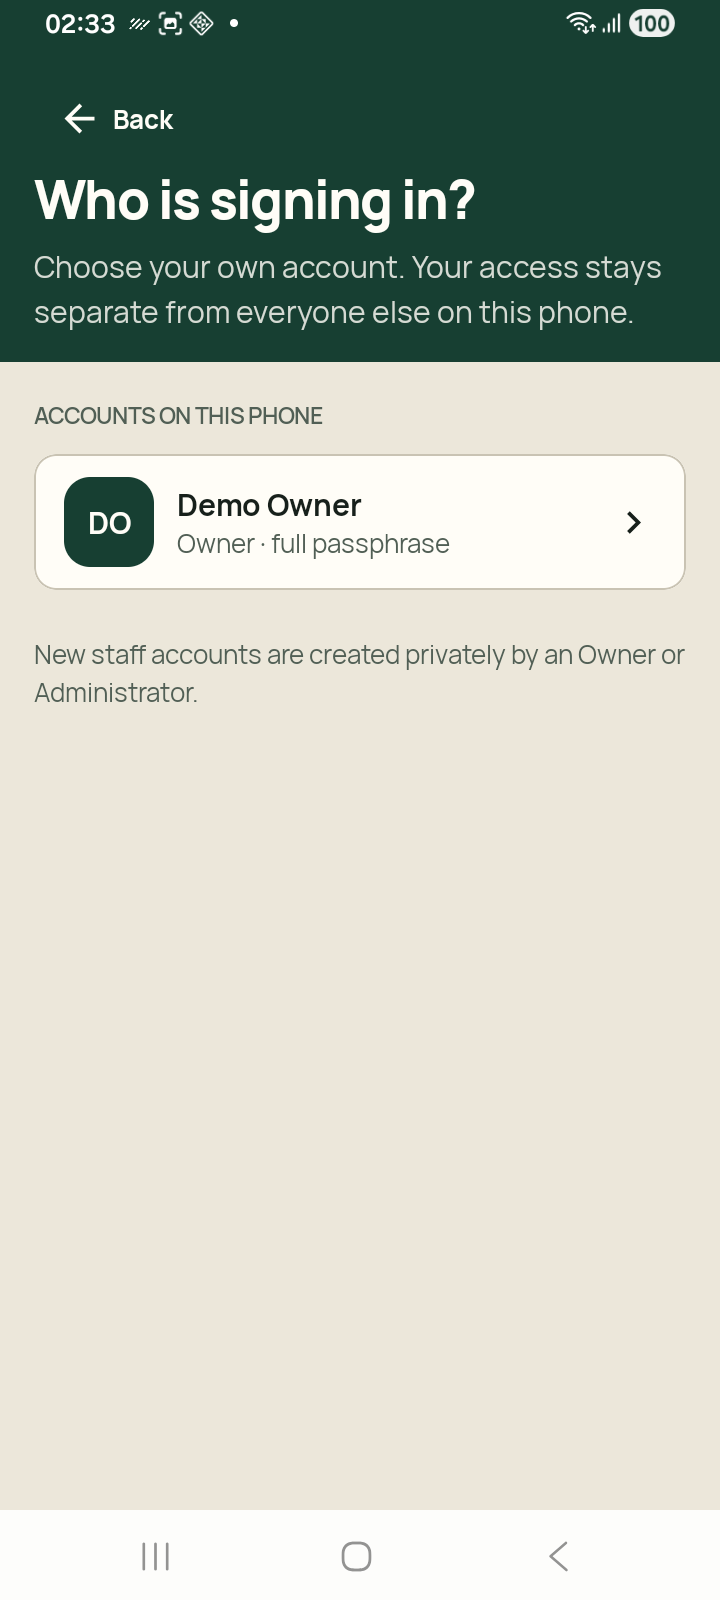 02:33
100
Back
Who is signing in?
Choose your own account. Your access stays
separate from everyone else on this phone.
ACCOUNTS ON THIS PHONE
DO
Demo Owner
Owner · full passphrase
New staff accounts are created privately by an Owner or
Administrator.